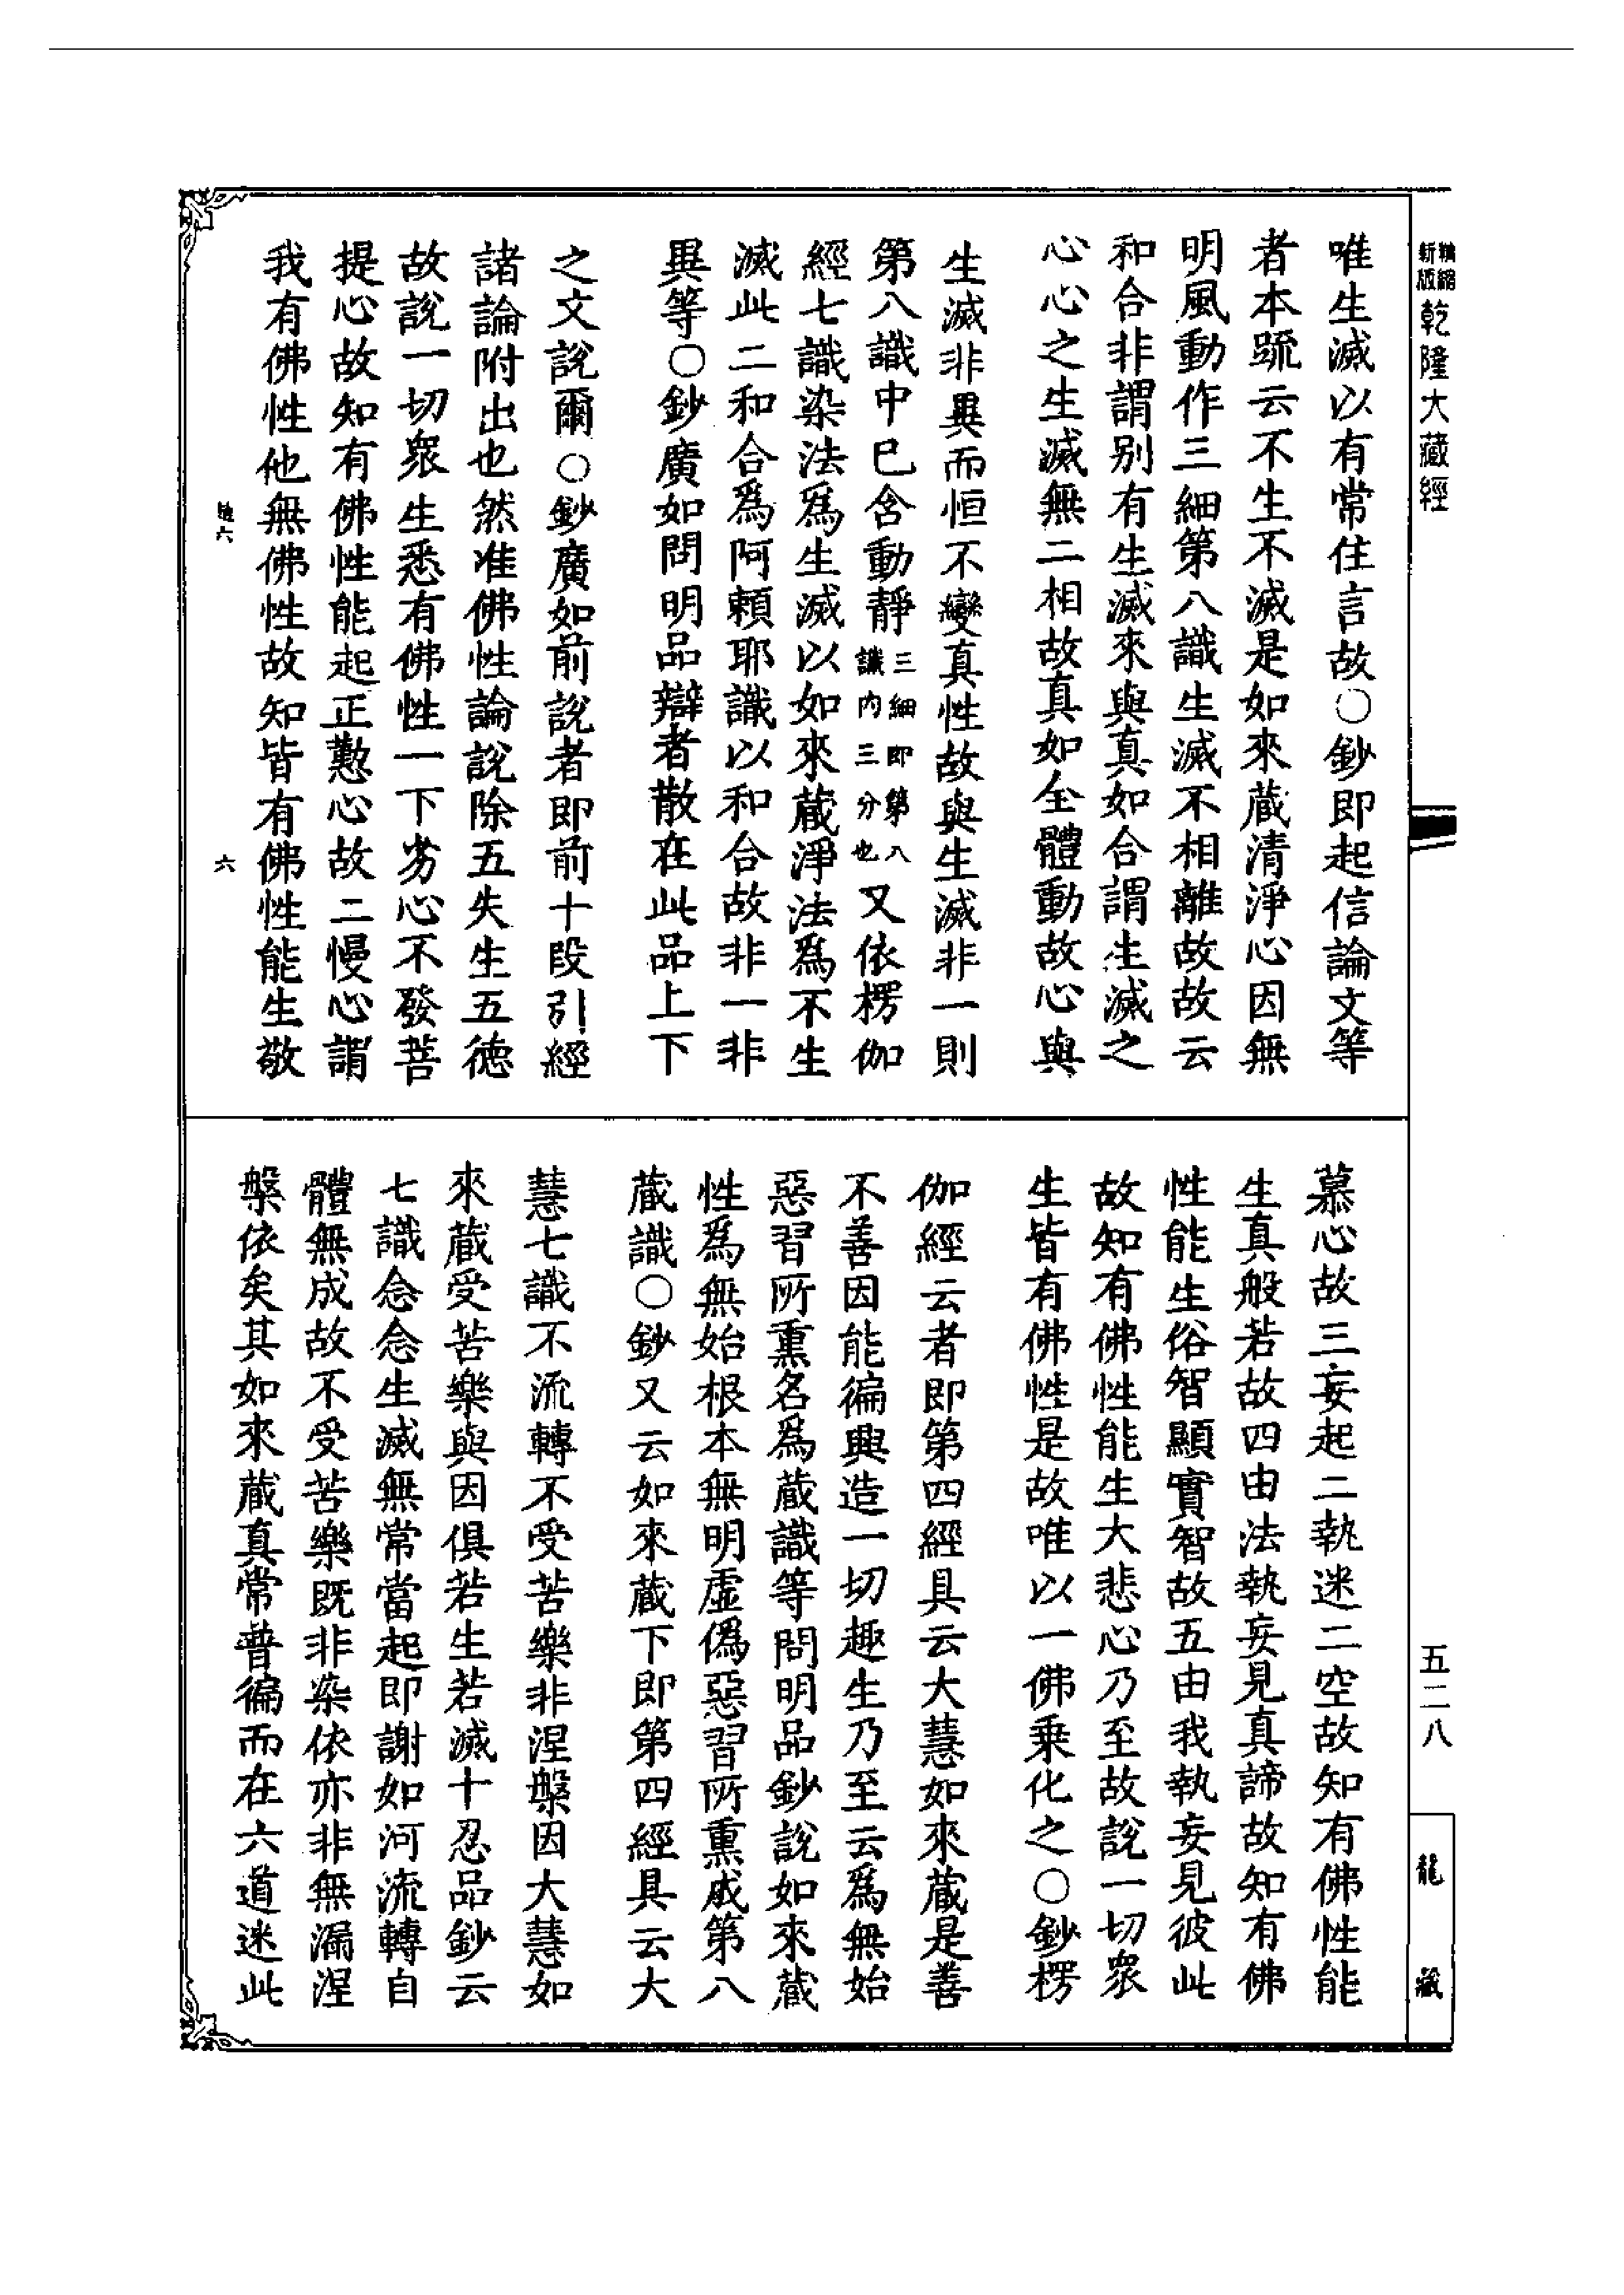 精縮新版乾隆大藏經
唯生滅以有常住言故○鈔即起信論文等
者本疏云不生不滅是如來藏清淨心因無
明風動作三細第八識生滅不相離故故云
和合非謂别有生滅來與真如合謂生滅之
心心之生滅無二相故真如全體動故心與
生滅非異而恒不變真性故與生滅非一則
第八識中已含動靜三細即第八識内三分也又依楞伽
經七識染法爲生滅以如來藏淨法爲不生
滅此二和合爲阿賴耶識以和合故非一非
異等○鈔廣如問明品辯者散在此品上下
之文說爾○鈔廣如前說者即前十段引經
諸論附出也然准佛性論說除五失生五德
故說一切衆生悉有佛性一下劣心不發菩
提心故知有佛性能起正懃心故二慢心謂
我有佛性他無佛性故知皆有佛性能生敬
六
六
慕心故三妄起二執迷二空故知有佛性能
生真般若故四由法執妄見真諦故知有佛
性能生俗智顯實智故五由我執妄見彼此
故知有佛性能生大悲心乃至故說一切衆
生皆有佛性是故唯以一佛乗化之○鈔楞
伽經云者即第四經具云大慧如來藏是善
不善因能徧興造一切趣生乃至云爲無始
惡習所熏名爲藏識等問明品鈔說如來藏
性爲無始根本無明虛僞惡習所熏成第八
藏識○鈔又云如來藏下即第四經具云大
慧七識不流轉不受苦樂非涅槃因大慧如
來藏受苦樂與因俱若生若滅十忍品鈔云
七識念念生滅無常當起即謝如河流轉自
體無成故不受苦樂既非染依亦非無漏涅
槃依矣其如來藏真常普徧而在六道迷此
五二八
龍藏